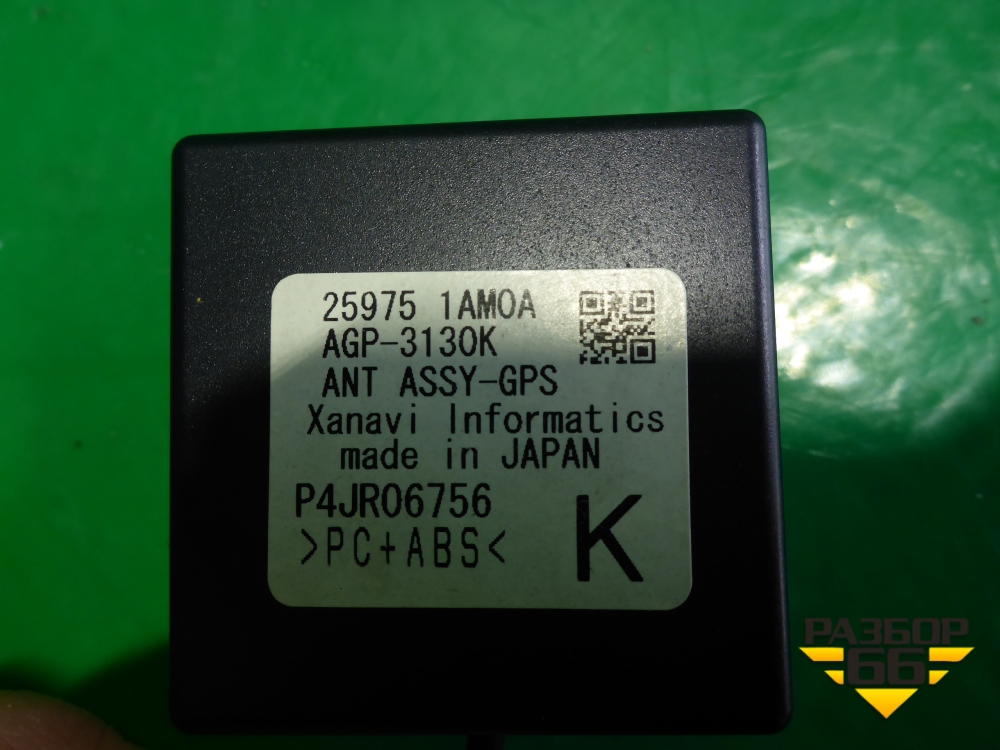 25975 1AM0A
AGP-3130K
ANT ASSY-GPS
Xanavi Informatics
made in JAPAN
P4JR06756
>PC+ABS<
K
РАЗБОР
66